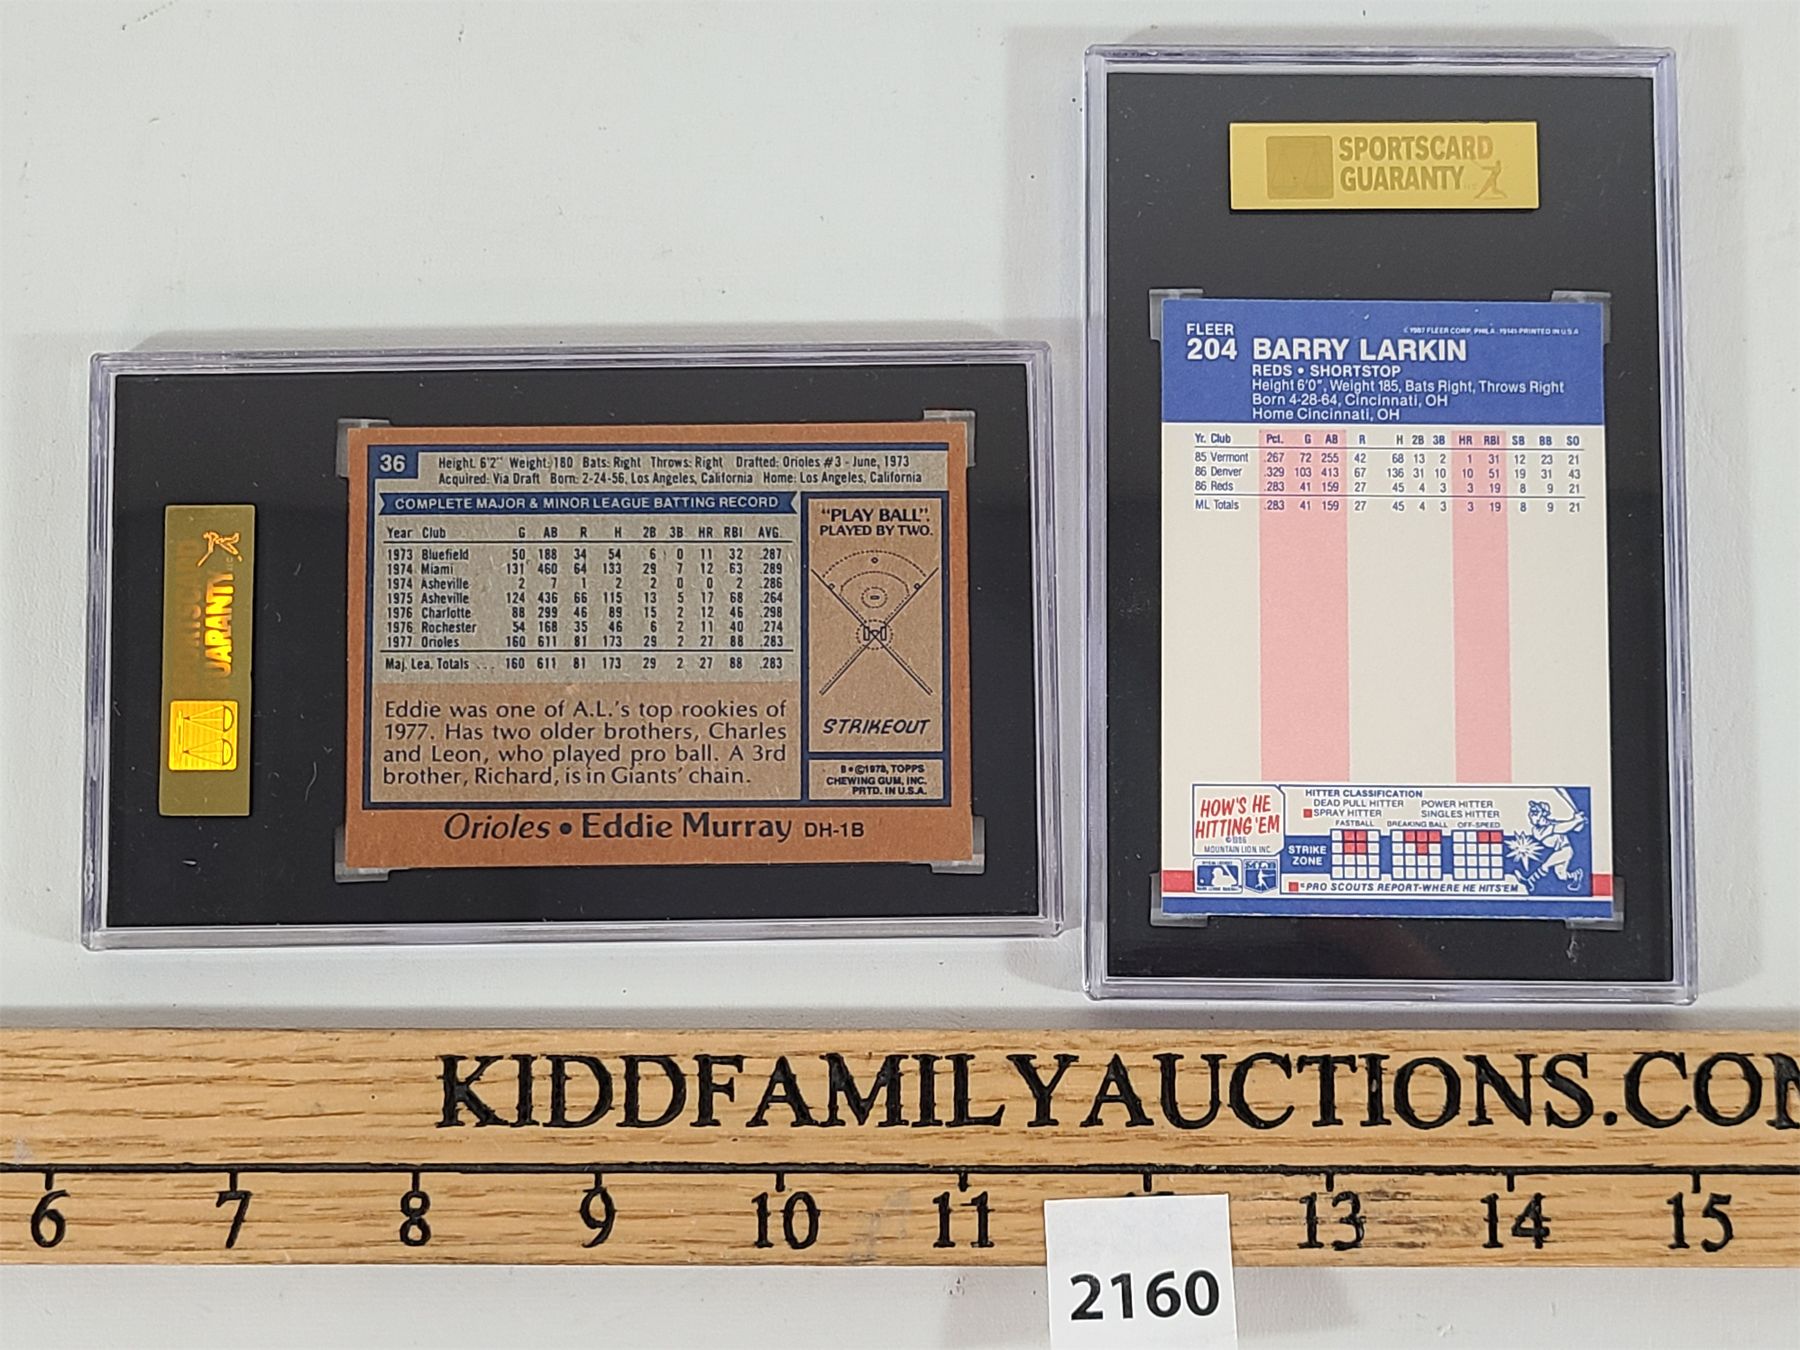 36
Height: 6'2" Weight: 180 Bats: Right Throws: Right Drafted: Orioles #3 - June, 1973
Acquired: Via Draft Born: 2-24-56, Los Angeles, California Home: Los Angeles, California
COMPLETE MAJOR & MINOR LEAGUE BATTING RECORD
Year Club G AB R H 2B 3B HR RBI AVG.
1973 Bluefield 50 188 34 54 6 0 11 32 .287
1974 Miami 131 460 64 133 29 7 12 63 .289
1974 Asheville 2 7 1 2 2 0 0 2 .286
1975 Asheville 124 436 66 115 13 5 17 68 .264
1976 Charlotte 88 299 46 89 15 2 12 46 .298
1976 Rochester 54 168 35 46 6 2 11 40 .274
1977 Orioles 160 611 81 173 29 2 27 88 .283
Maj. Lea. Totals ... 160 611 81 173 29 2 27 88 .283
Eddie was one of A.L.'s top rookies of
1977. Has two older brothers, Charles
and Leon, who played pro ball. A 3rd
brother, Richard, is in Giants' chain.
"PLAY BALL".
PLAYED BY TWO.
STRIKEOUT
B•©1978, TOPPS
CHEWING GUM, INC.
PRTD. IN U.S.A.
Orioles • Eddie Murray DH-1B
SPORTSCARD
GUARANTY
FLEER
©1987 FLEER CORP. PHILA. 19141-PRINTED IN U.S.A
204 BARRY LARKIN
REDS • SHORTSTOP
Height 6'0", Weight 185, Bats Right, Throws Right
Born 4-28-64, Cincinnati, OH
Home Cincinnati, OH
Yr. Club Pct. G AB R H 2B 3B HR RBI SB BB SO
85 Vermont .267 72 255 42 68 13 2 1 31 12 23 21
86 Denver .329 103 413 67 136 31 10 10 51 19 31 43
86 Reds .283 41 159 27 45 4 3 3 19 8 9 21
ML Totals .283 41 159 27 45 4 3 3 19 8 9 21
HOW'S HE
HITTING 'EM
©1986
MOUNTAIN LION, INC.
HITTER CLASSIFICATION
DEAD PULL HITTER POWER HITTER
SPRAY HITTER SINGLES HITTER
FASTBALL BREAKING BALL OFF-SPEED
STRIKE
ZONE
=PRO SCOUTS REPORT-WHERE HE HITS'EM
KIDDFAMILYAUCTIONS.COM
6 7 8 9 10 11 13 14 15
2160